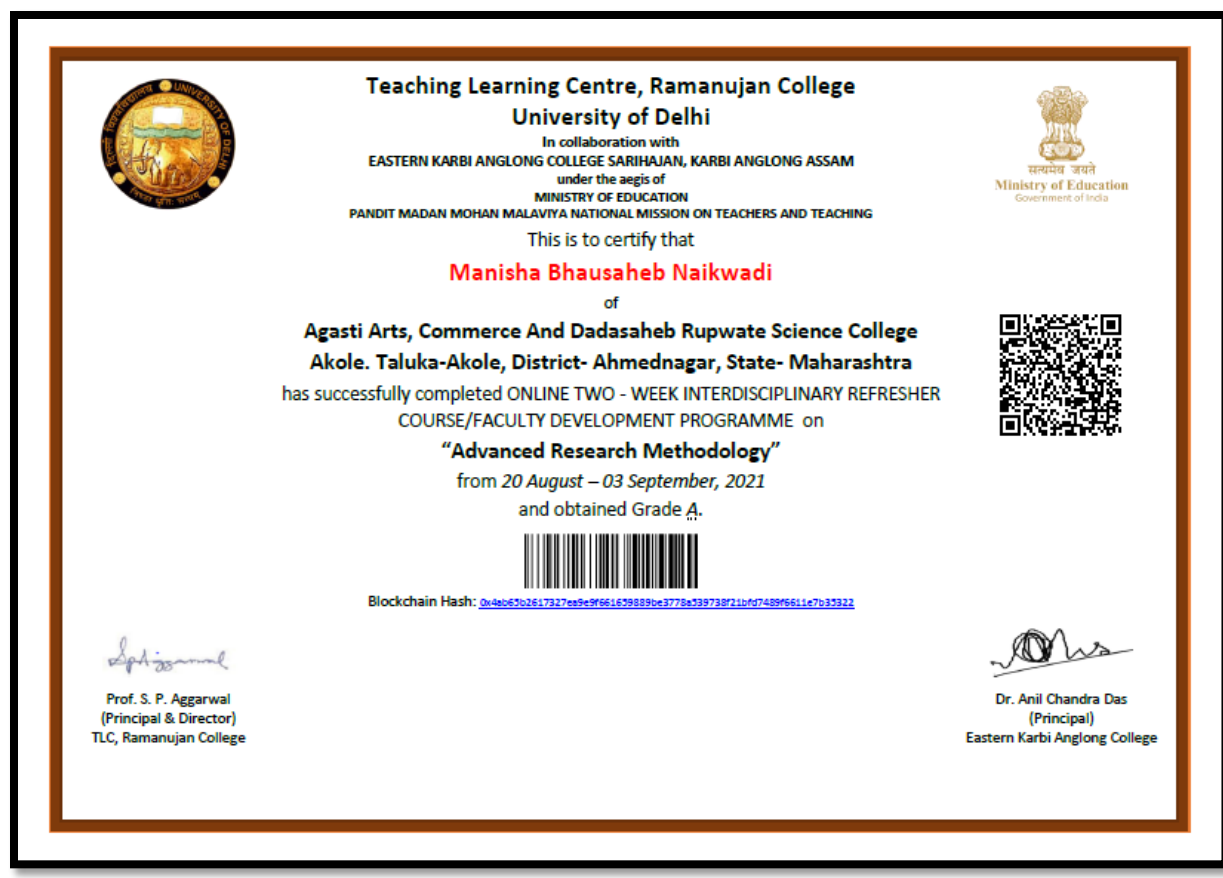 Teaching Learning Centre, Ramanujan College
University of Delhi
In collaboration with
EASTERN KARBI ANGLONG COLLEGE SARIHAJAN, KARBI ANGLONG ASSAM
under the aegis of
MINISTRY OF EDUCATION
PANDIT MADAN MOHAN MALAVIYA NATIONAL MISSION ON TEACHERS AND TEACHING
सत्यमेव जयते
Ministry of Education
Government of India
This is to certify that
Manisha Bhausaheb Naikwadi
of
Agasti Arts, Commerce And Dadasaheb Rupwate Science College
Akole. Taluka-Akole, District- Ahmednagar, State- Maharashtra
has successfully completed ONLINE TWO - WEEK INTERDISCIPLINARY REFRESHER
COURSE/FACULTY DEVELOPMENT PROGRAMME on
“Advanced Research Methodology”
from 20 August – 03 September, 2021
and obtained Grade A.
Blockchain Hash: 0x4ab65b2617327ea9e9f661659889be3778a539738f21bfd7489f6611e7b35322
Prof. S. P. Aggarwal
(Principal & Director)
TLC, Ramanujan College
Dr. Anil Chandra Das
(Principal)
Eastern Karbi Anglong College